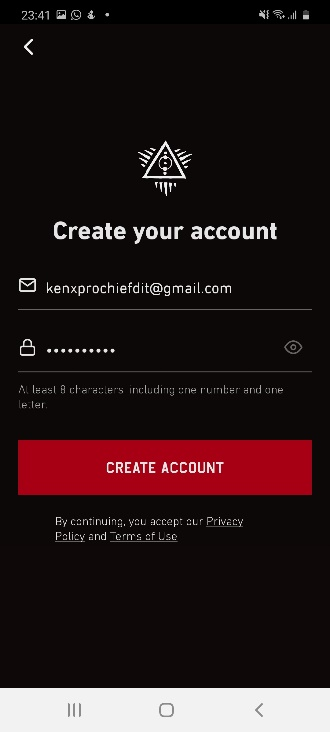 23:41
Create your account
kenxprochiefdit@gmail.com
••••••••••
At least 8 characters, including one number and one
letter.
CREATE ACCOUNT
By continuing, you accept our Privacy
Policy and Terms of Use